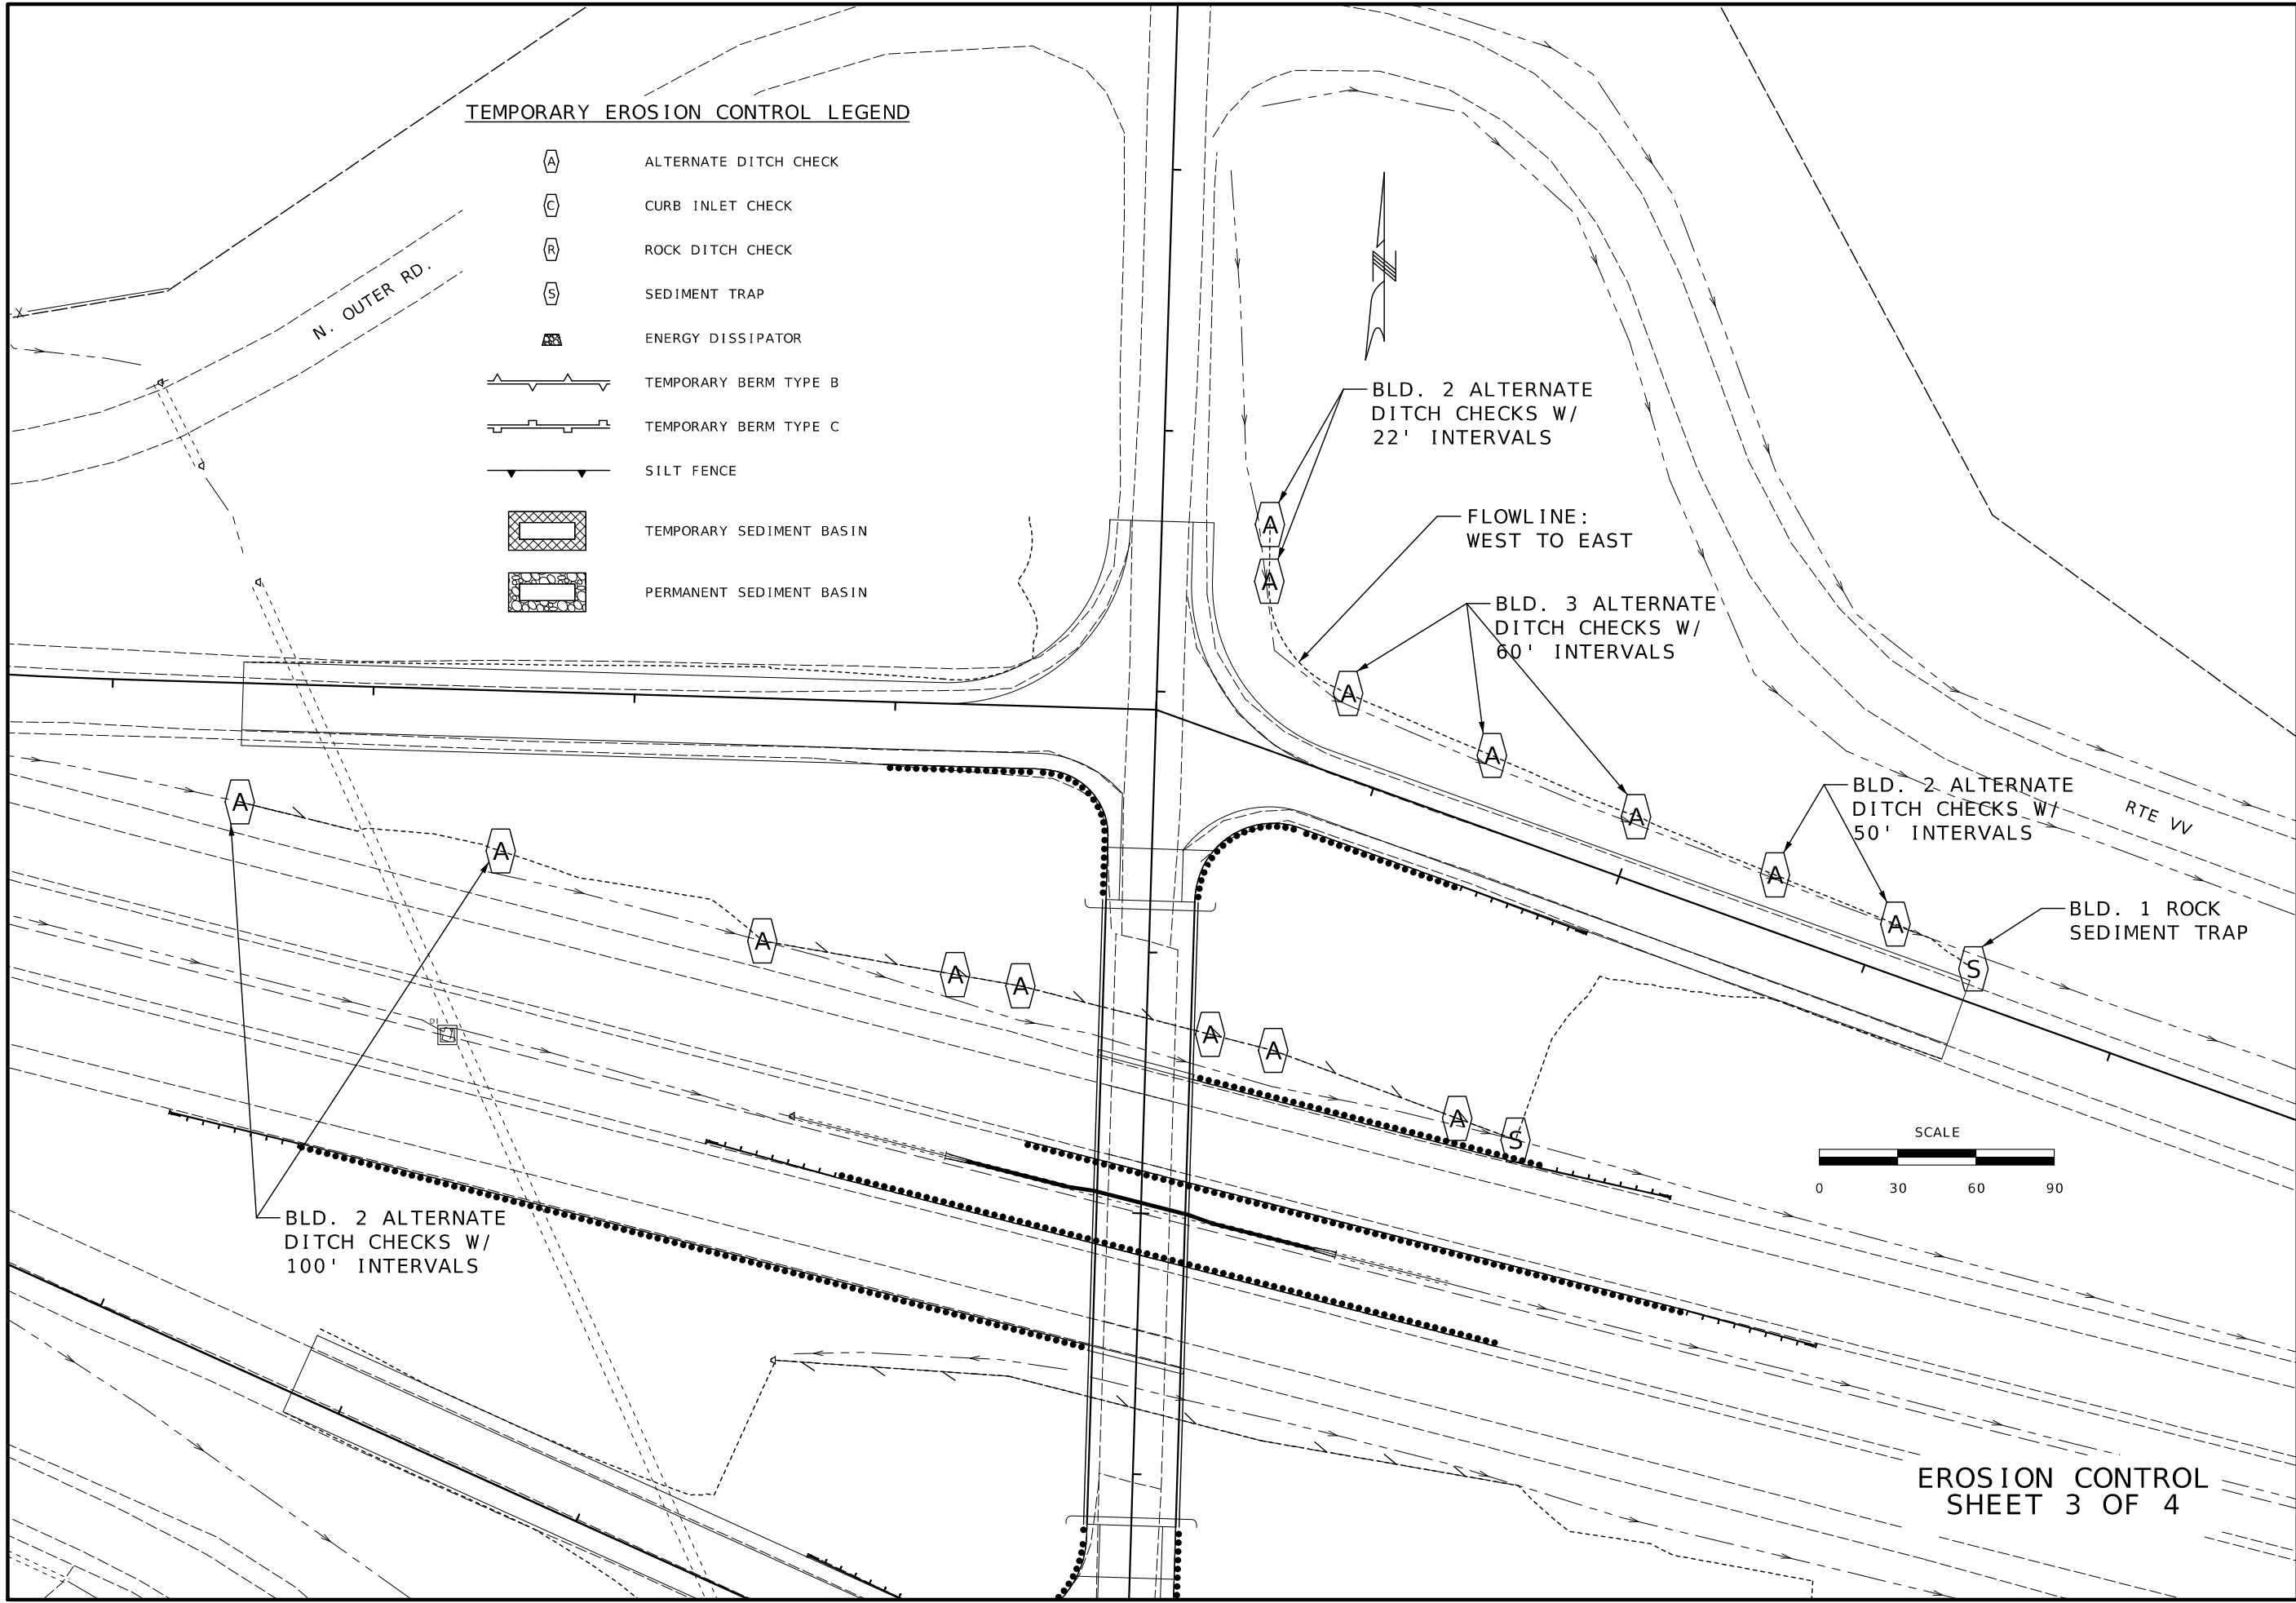 TEMPORARY EROSION CONTROL LEGEND
A ALTERNATE DITCH CHECK
C CURB INLET CHECK
R ROCK DITCH CHECK
S SEDIMENT TRAP
ENERGY DISSIPATOR
TEMPORARY BERM TYPE B
TEMPORARY BERM TYPE C
SILT FENCE
TEMPORARY SEDIMENT BASIN
PERMANENT SEDIMENT BASIN
N. OUTER RD.
X
N
BLD. 2 ALTERNATE
DITCH CHECKS W/
22' INTERVALS
A
A
FLOWLINE:
WEST TO EAST
BLD. 3 ALTERNATE
DITCH CHECKS W/
60' INTERVALS
A
A
A
BLD. 2 ALTERNATE
DITCH CHECKS W/
50' INTERVALS
RTE VV
A
A
BLD. 1 ROCK
SEDIMENT TRAP
S
A
A
A
A
A
A
A
A
S
BLD. 2 ALTERNATE
DITCH CHECKS W/
100' INTERVALS
SCALE
0 30 60 90
EROSION CONTROL
SHEET 3 OF 4